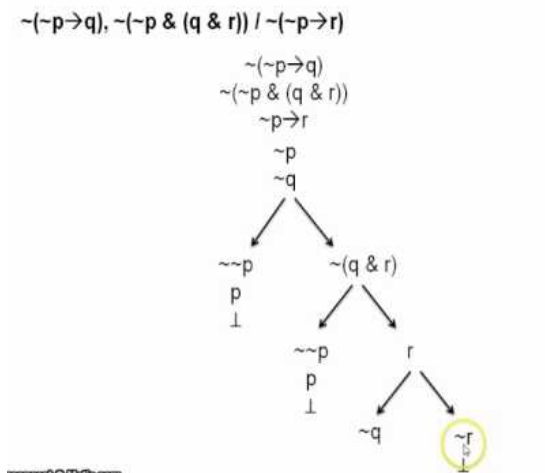 ~(~p→q), ~(~p & (q & r)) / ~(~p→r)
~(~p→q)
~(~p & (q & r))
~p→r
~p
~q
~~p ~(q & r)
p
⊥
~~p r
p
⊥
~q ~r
⊥